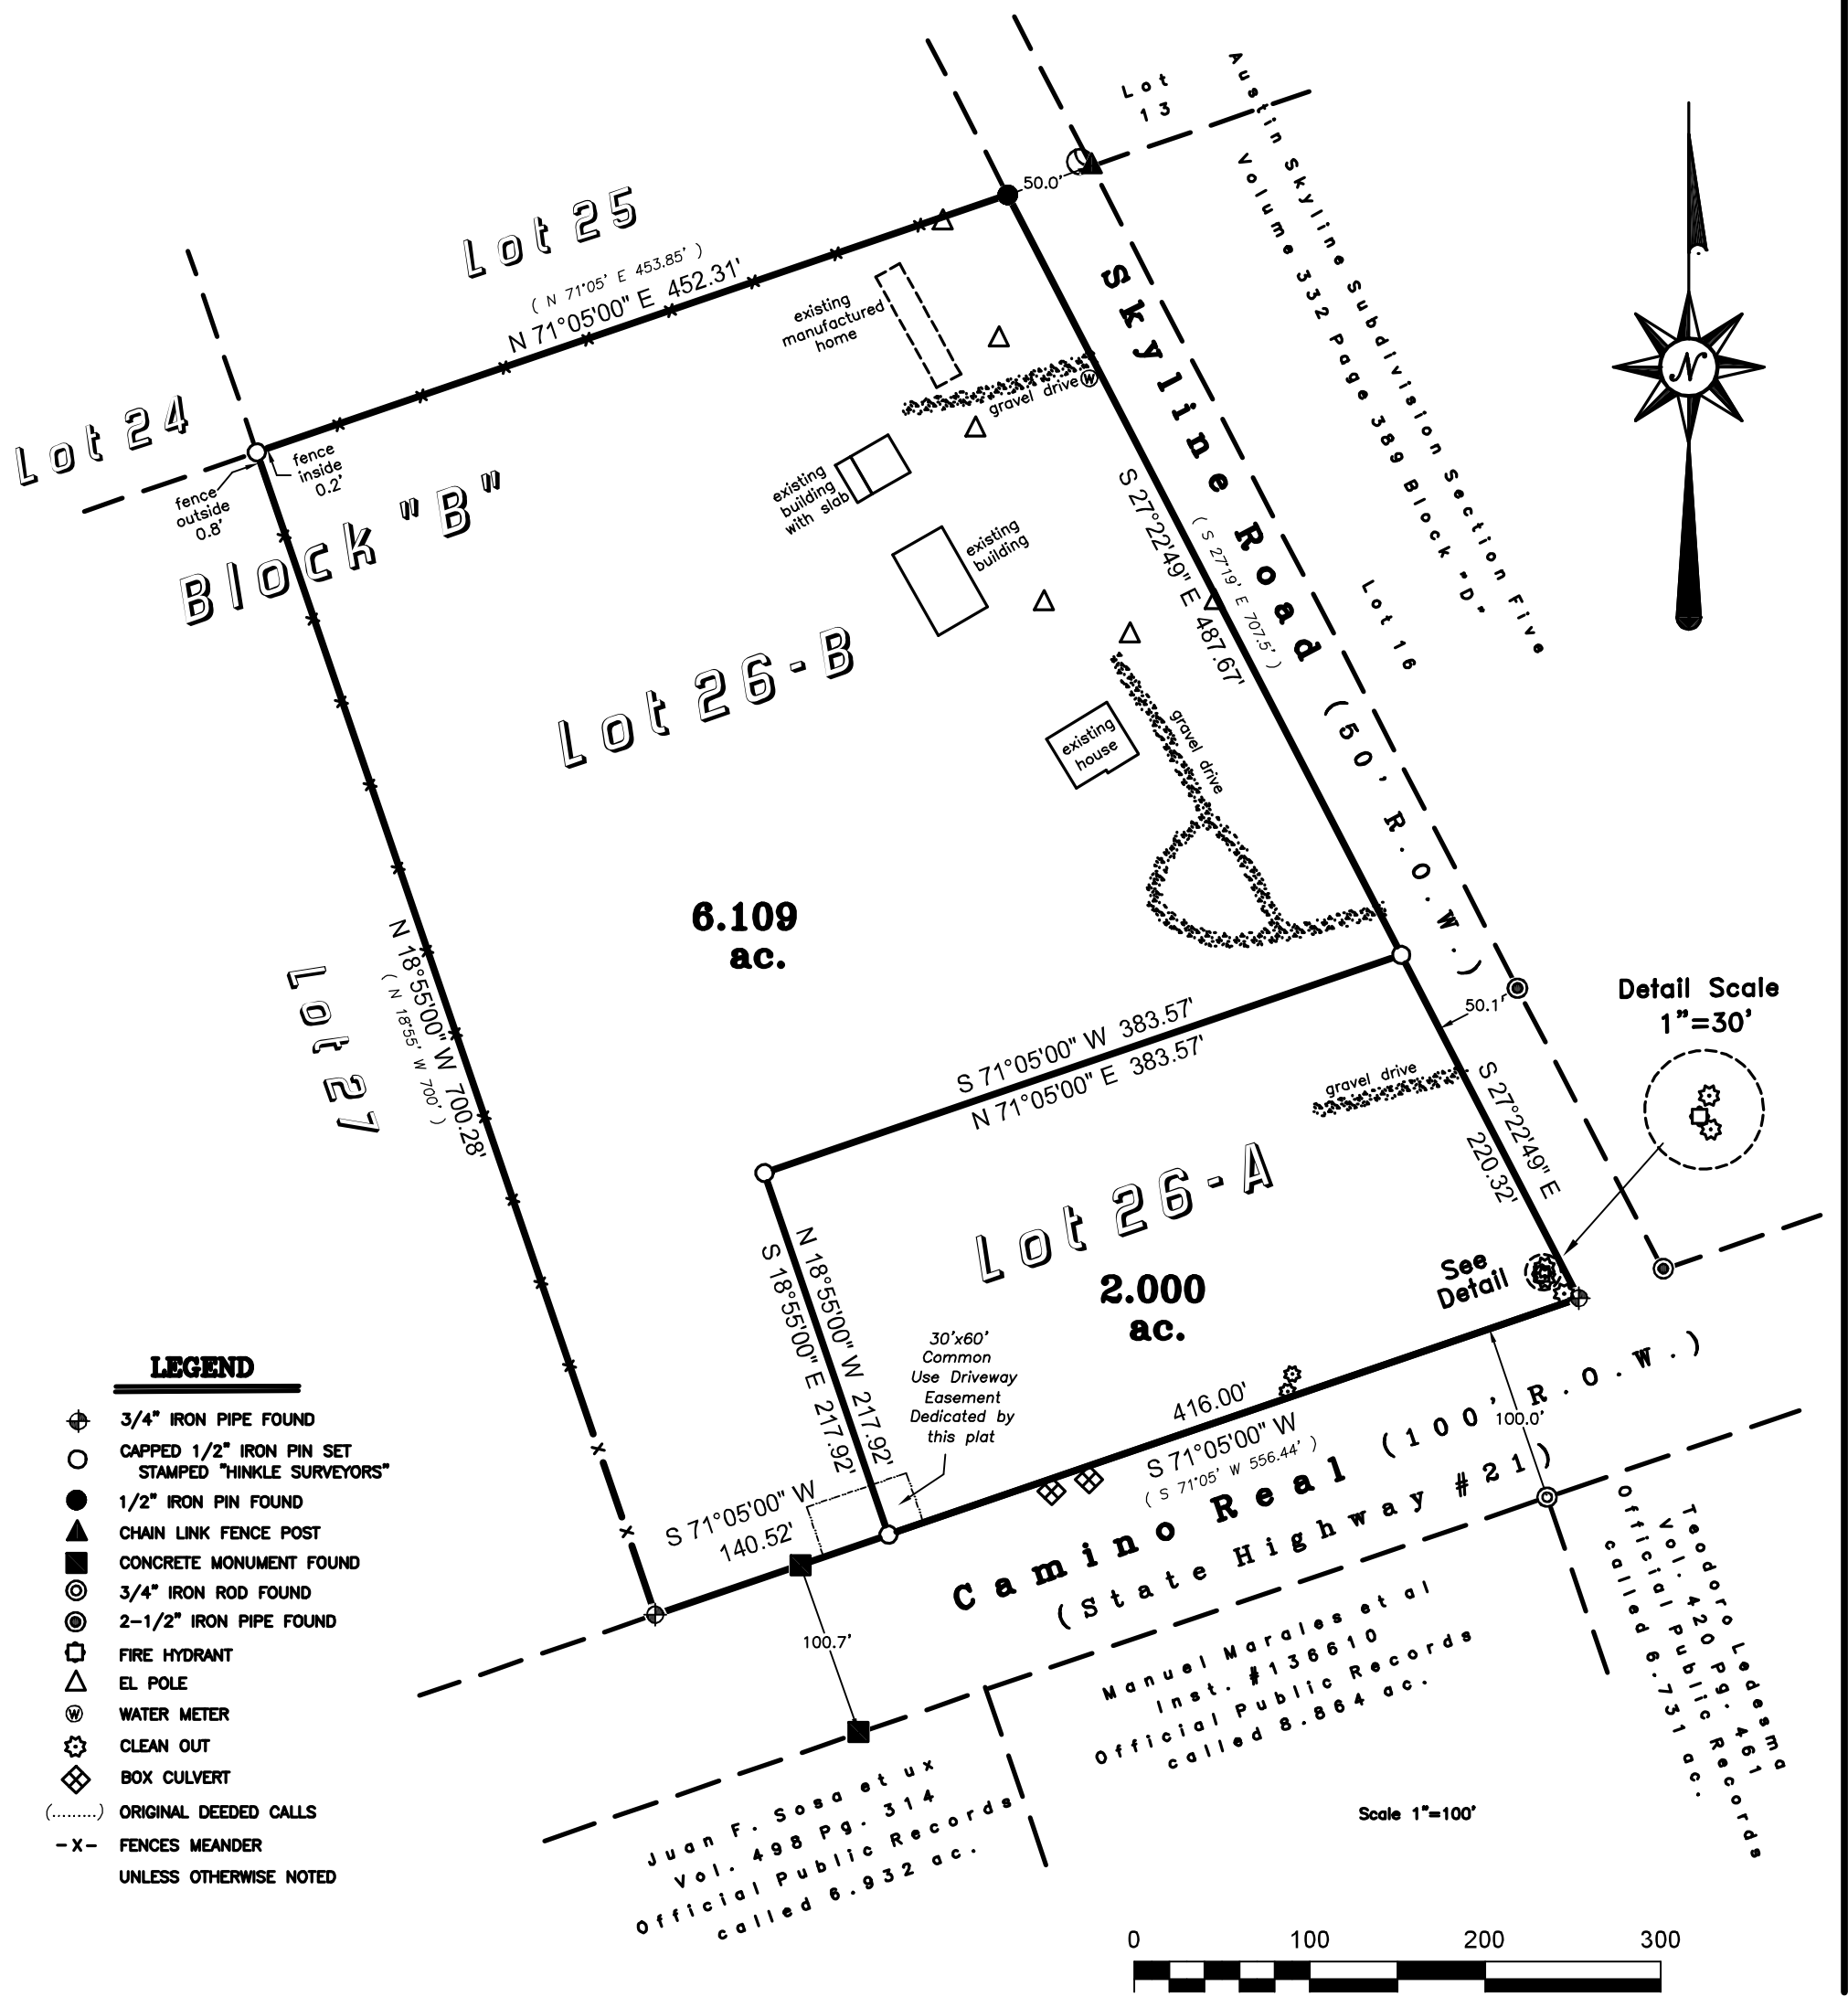 Lot
13
Austin Skyline Subdivision Section Five
Volume 332 Page 389 Block "D"
50.0'
Lot 25
( N 71°05' E 453.85' )
N 71°05'00" E 452.31'
existing
manufactured
home
gravel drive
W
Skyline Road (50' R.O.W.)
N
Lot 24
fence
inside
0.2'
fence
outside
0.8'
Block "B"
existing
building
with slab
existing
building
S 27°22'49" E 487.67'
( S 27°19' E 707.5' )
Lot 16
Lot 26-B
existing
house
gravel drive
6.109
ac.
N 18°55'00" W 700.28'
( N 18°55' W 700' )
Lot 27
S 71°05'00" W 383.57'
N 71°05'00" E 383.57'
50.1'
Detail Scale
1"=30'
gravel drive
S 27°22'49" E
220.32'
Lot 26-A
2.000
ac.
See
Detail
N 18°55'00" W 217.92'
S 18°55'00" E 217.92'
30'x60'
Common
Use Driveway
Easement
Dedicated by
this plat
416.00'
S 71°05'00" W
( S 71°05' W 556.44' )
100.0'
S 71°05'00" W
140.52'
100.7'
Camino Real (100' R.O.W.)
(State Highway #21)
Manuel Marales et al
Inst. #136610
Official Public Records
called 8.864 ac.
Teodoro Ledesma
Vol. 420 Pg. 461
Official Public Records
called 6.731 ac.
Juan F. Sosa et ux
Vol. 498 Pg. 314
Official Public Records
called 6.932 ac.
LEGEND
3/4" IRON PIPE FOUND
CAPPED 1/2" IRON PIN SET
STAMPED "HINKLE SURVEYORS"
1/2" IRON PIN FOUND
CHAIN LINK FENCE POST
CONCRETE MONUMENT FOUND
3/4" IRON ROD FOUND
2-1/2" IRON PIPE FOUND
FIRE HYDRANT
EL POLE
W WATER METER
CLEAN OUT
BOX CULVERT
(.........) ORIGINAL DEEDED CALLS
-X- FENCES MEANDER
UNLESS OTHERWISE NOTED
Scale 1"=100'
0 100 200 300